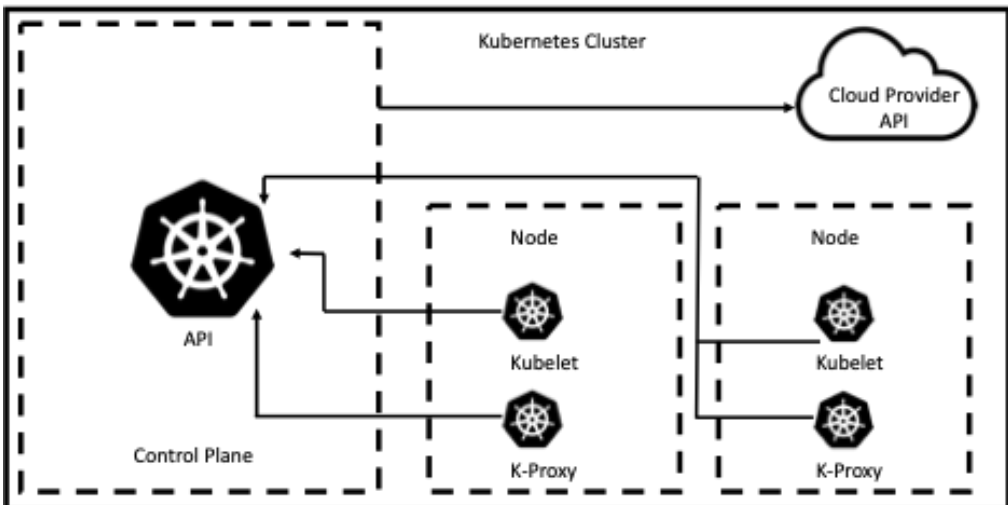 Kubernetes Cluster
Cloud Provider
API
Node
Node
API
Kubelet
Kubelet
Control Plane
K-Proxy
K-Proxy